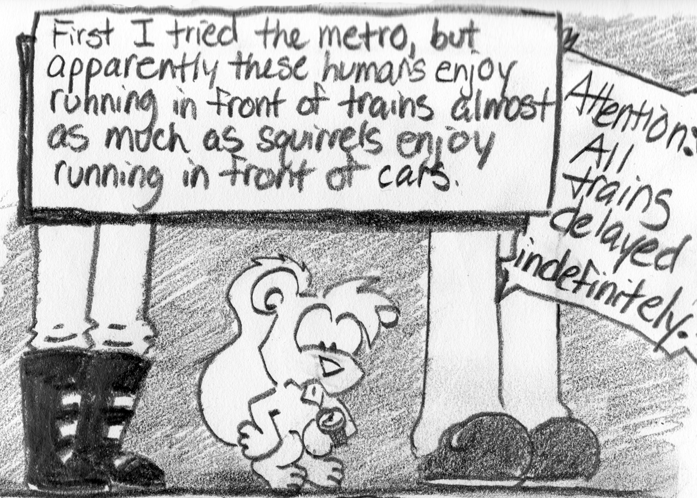 First I tried the metro, but
apparently these humans enjoy
running in front of trains almost
as much as squirrels enjoy
running in front of cars.
Attention:
All
trains
delayed
indefinitely.